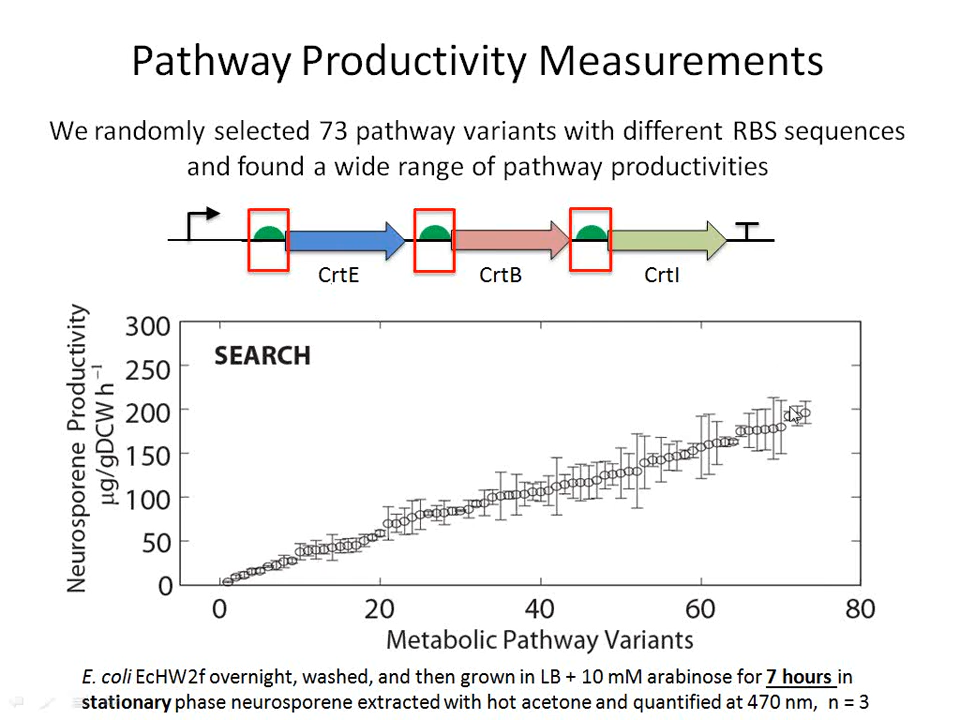 Pathway Productivity Measurements
We randomly selected 73 pathway variants with different RBS sequences
and found a wide range of pathway productivities
CrtE CrtB CrtI
Neurosporene Productivity
µg/gDCW h⁻¹
300
250
200
150
100
50
0
SEARCH
0 20 40 60 80
Metabolic Pathway Variants
E. coli EcHW2f overnight, washed, and then grown in LB + 10 mM arabinose for 7 hours in
stationary phase neurosporene extracted with hot acetone and quantified at 470 nm, n = 3